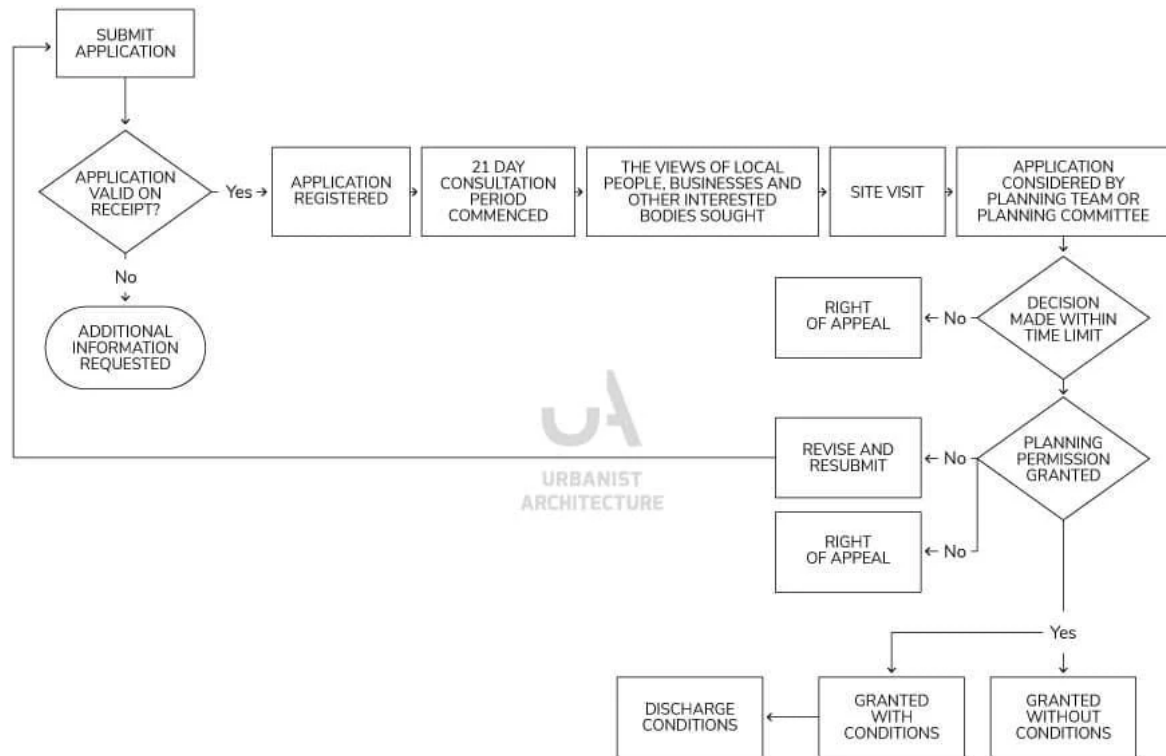 SUBMIT
APPLICATION
APPLICATION
VALID ON
RECEIPT?
Yes
APPLICATION
REGISTERED
21 DAY
CONSULTATION
PERIOD
COMMENCED
THE VIEWS OF LOCAL
PEOPLE, BUSINESSES AND
OTHER INTERESTED
BODIES SOUGHT
SITE VISIT
APPLICATION
CONSIDERED BY
PLANNING TEAM OR
PLANNING COMMITTEE
No
ADDITIONAL
INFORMATION
REQUESTED
DECISION
MADE WITHIN
TIME LIMIT
No
RIGHT
OF APPEAL
PLANNING
PERMISSION
GRANTED
No
REVISE AND
RESUBMIT
No
RIGHT
OF APPEAL
UA
URBANIST
ARCHITECTURE
Yes
GRANTED
WITH
CONDITIONS
GRANTED
WITHOUT
CONDITIONS
DISCHARGE
CONDITIONS